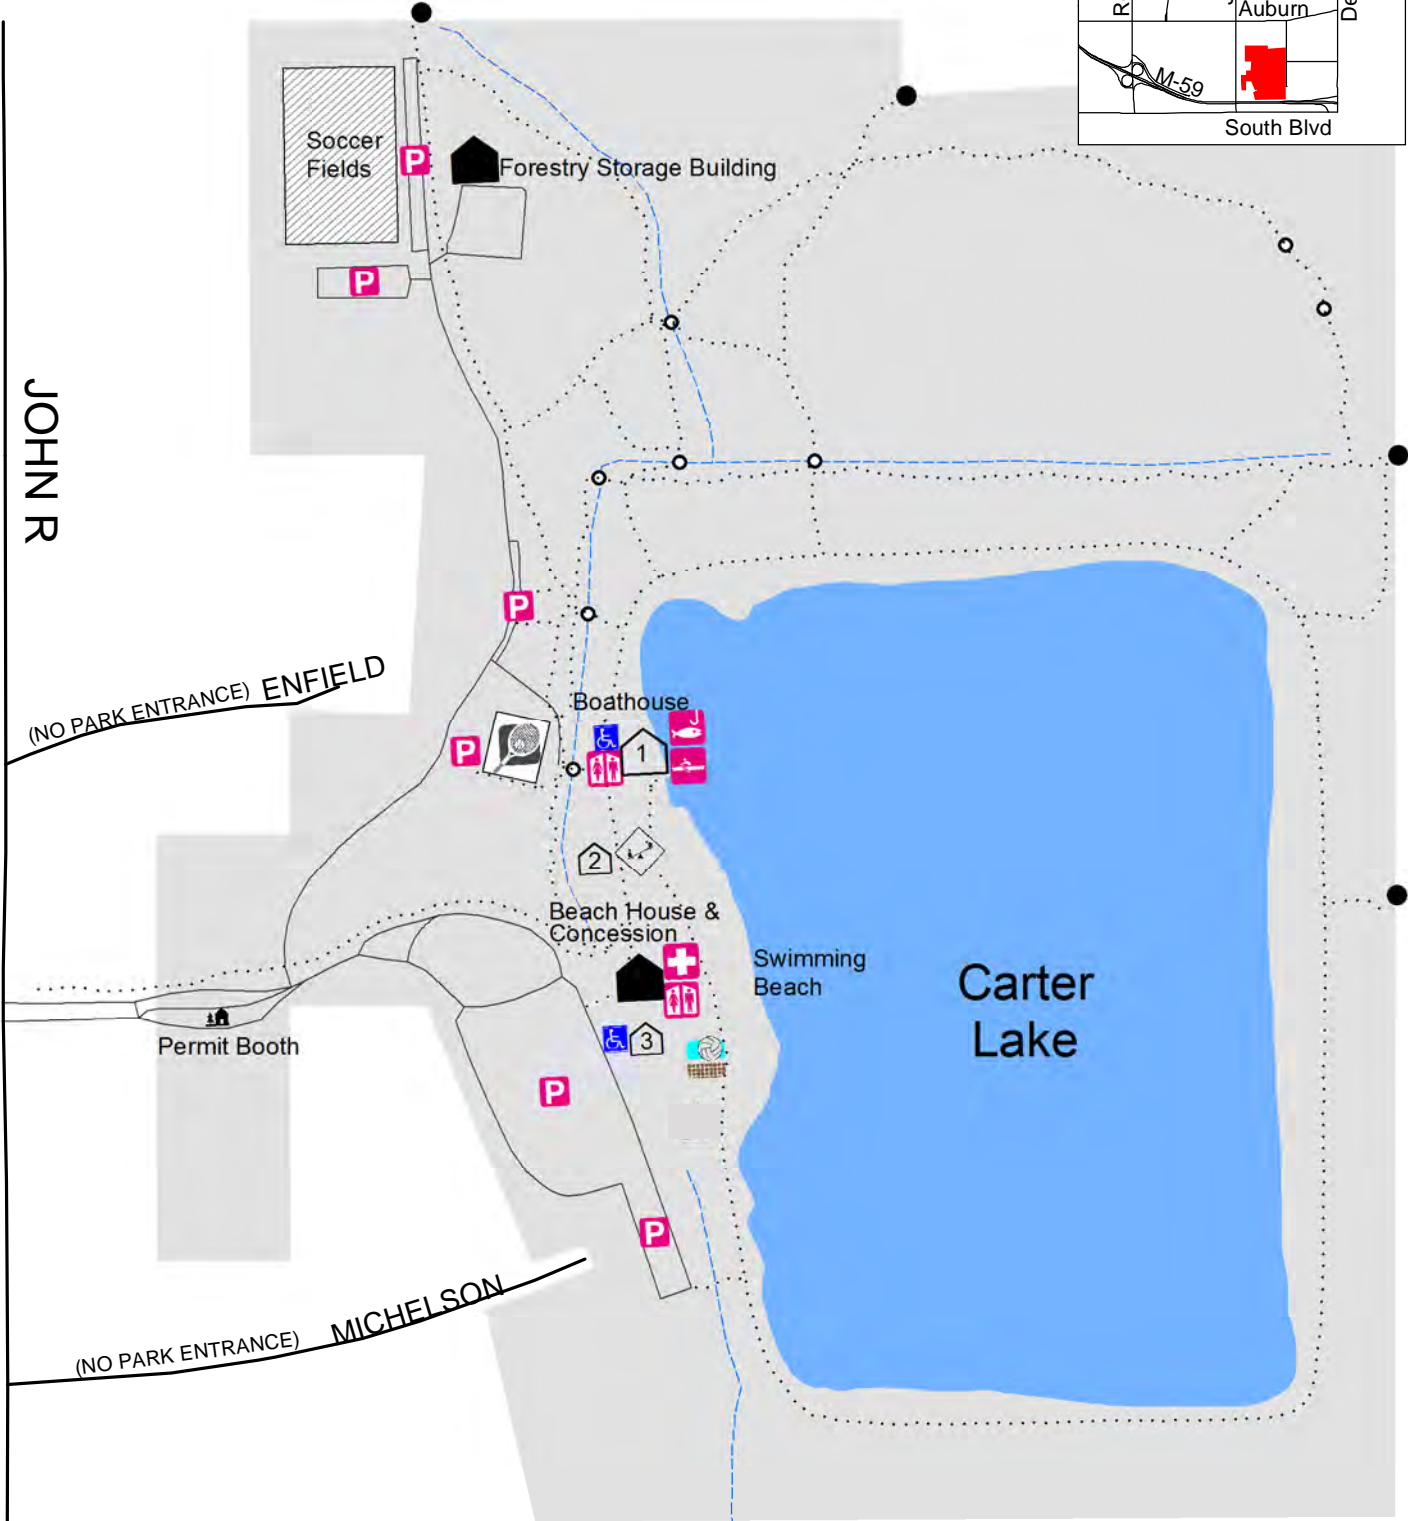 Auburn
R
De
M-59
South Blvd
Soccer
Fields
P
Forestry Storage Building
P
JOHN R
P
(NO PARK ENTRANCE) ENFIELD
Boathouse
P
1
2
Beach House &
Concession
Swimming
Beach
Carter
Lake
Permit Booth
3
P
P
(NO PARK ENTRANCE) MICHELSON